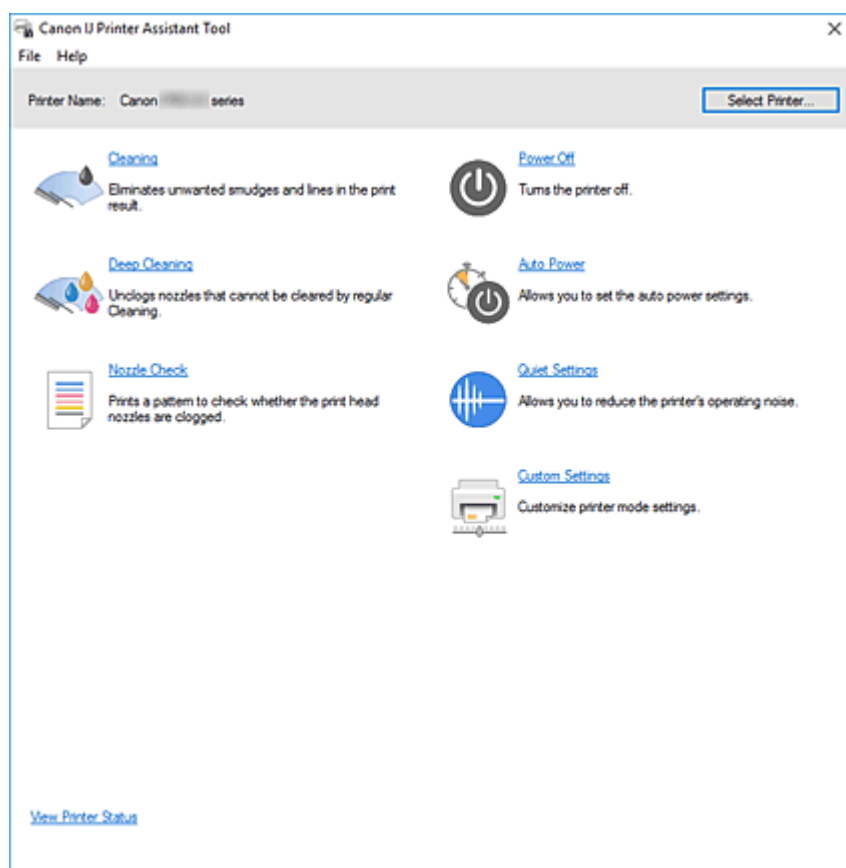 Canon IJ Printer Assistant Tool
File Help
Printer Name: Canon series
Select Printer...
Cleaning
Eliminates unwanted smudges and lines in the print
result.
Deep Cleaning
Unclogs nozzles that cannot be cleared by regular
Cleaning.
Nozzle Check
Prints a pattern to check whether the print head
nozzles are clogged.
Power Off
Turns the printer off.
Auto Power
Allows you to set the auto power settings.
Quiet Settings
Allows you to reduce the printer's operating noise.
Custom Settings
Customize printer mode settings.
View Printer Status